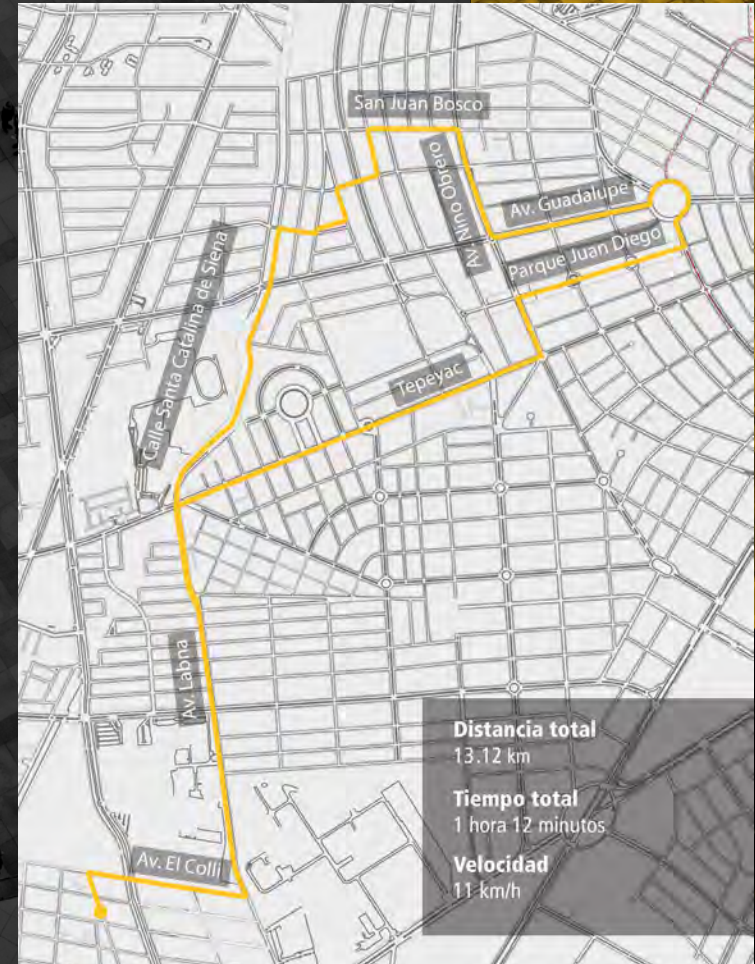 San Juan Bosco
Av. Nino Obrero
Av. Guadalupe
Parque Juan Diego
Calle Santa Catalina de Siena
Tepeyac
Av. Labna
Av. El Colli
Distancia total
13.12 km
Tiempo total
1 hora 12 minutos
Velocidad
11 km/h